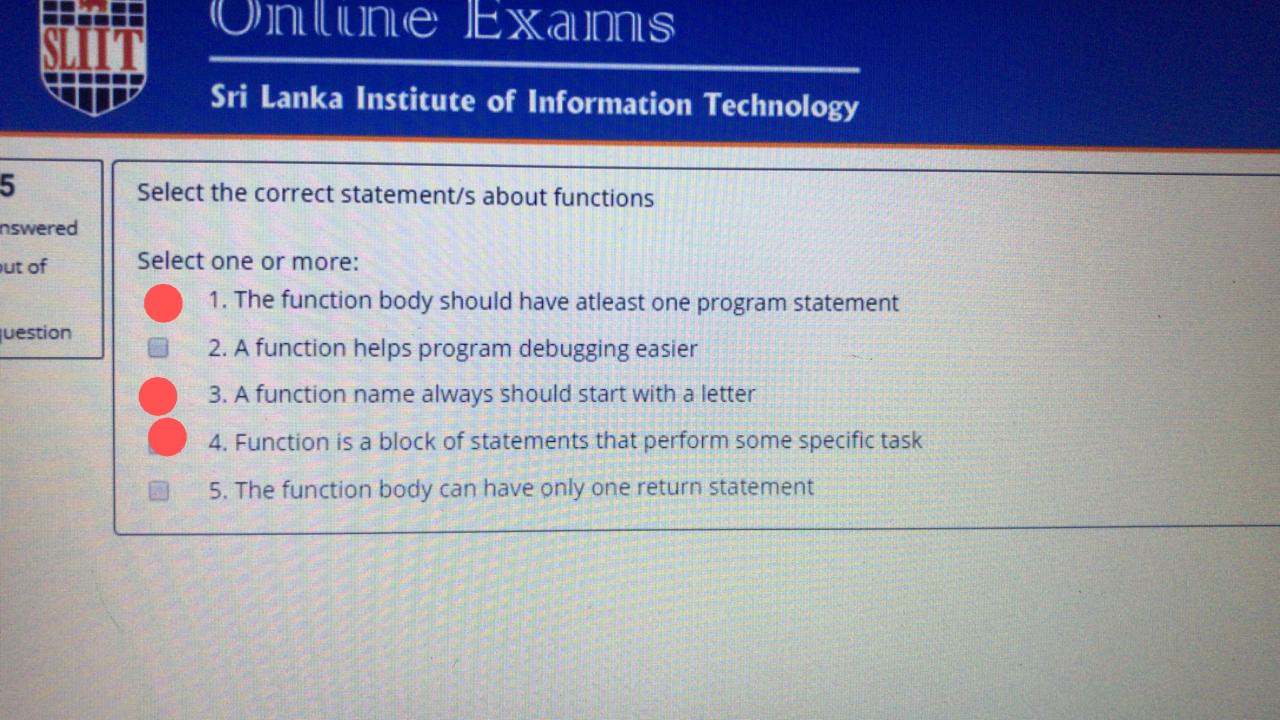 Online Exams
SLIIT
Sri Lanka Institute of Information Technology
5
nswered
out of
question
Select the correct statement/s about functions
Select one or more:
1. The function body should have atleast one program statement
2. A function helps program debugging easier
3. A function name always should start with a letter
4. Function is a block of statements that perform some specific task
5. The function body can have only one return statement